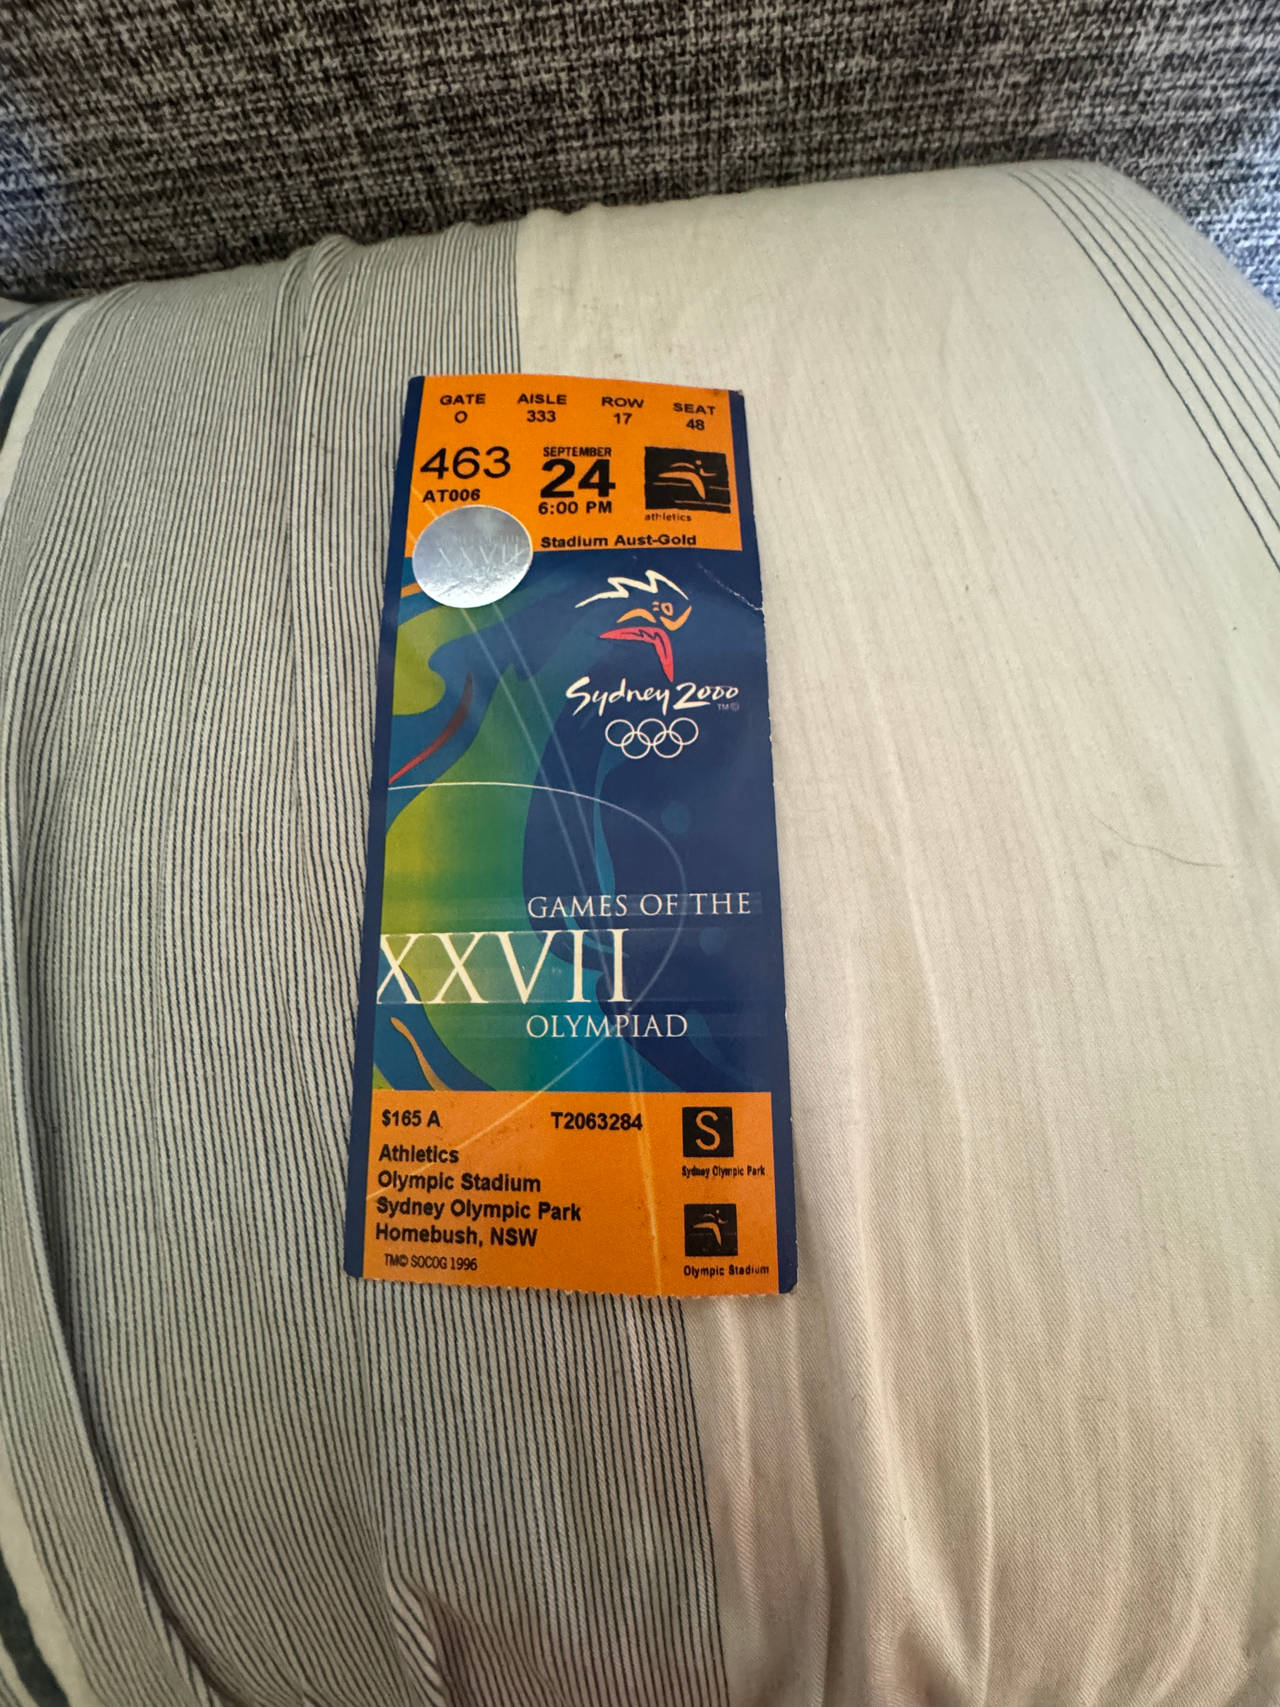 GATE AISLE ROW SEAT
O 333 17 48
463 SEPTEMBER
24
AT006 6:00 PM
athletics
XXVII
Stadium Aust-Gold
Sydney 2000
TM©
GAMES OF THE
XXVII
OLYMPIAD
$165 A T2063284
S
Sydney Olympic Park
Athletics
Olympic Stadium
Sydney Olympic Park
Homebush, NSW
TM© SOCOG 1996
Olympic Stadium